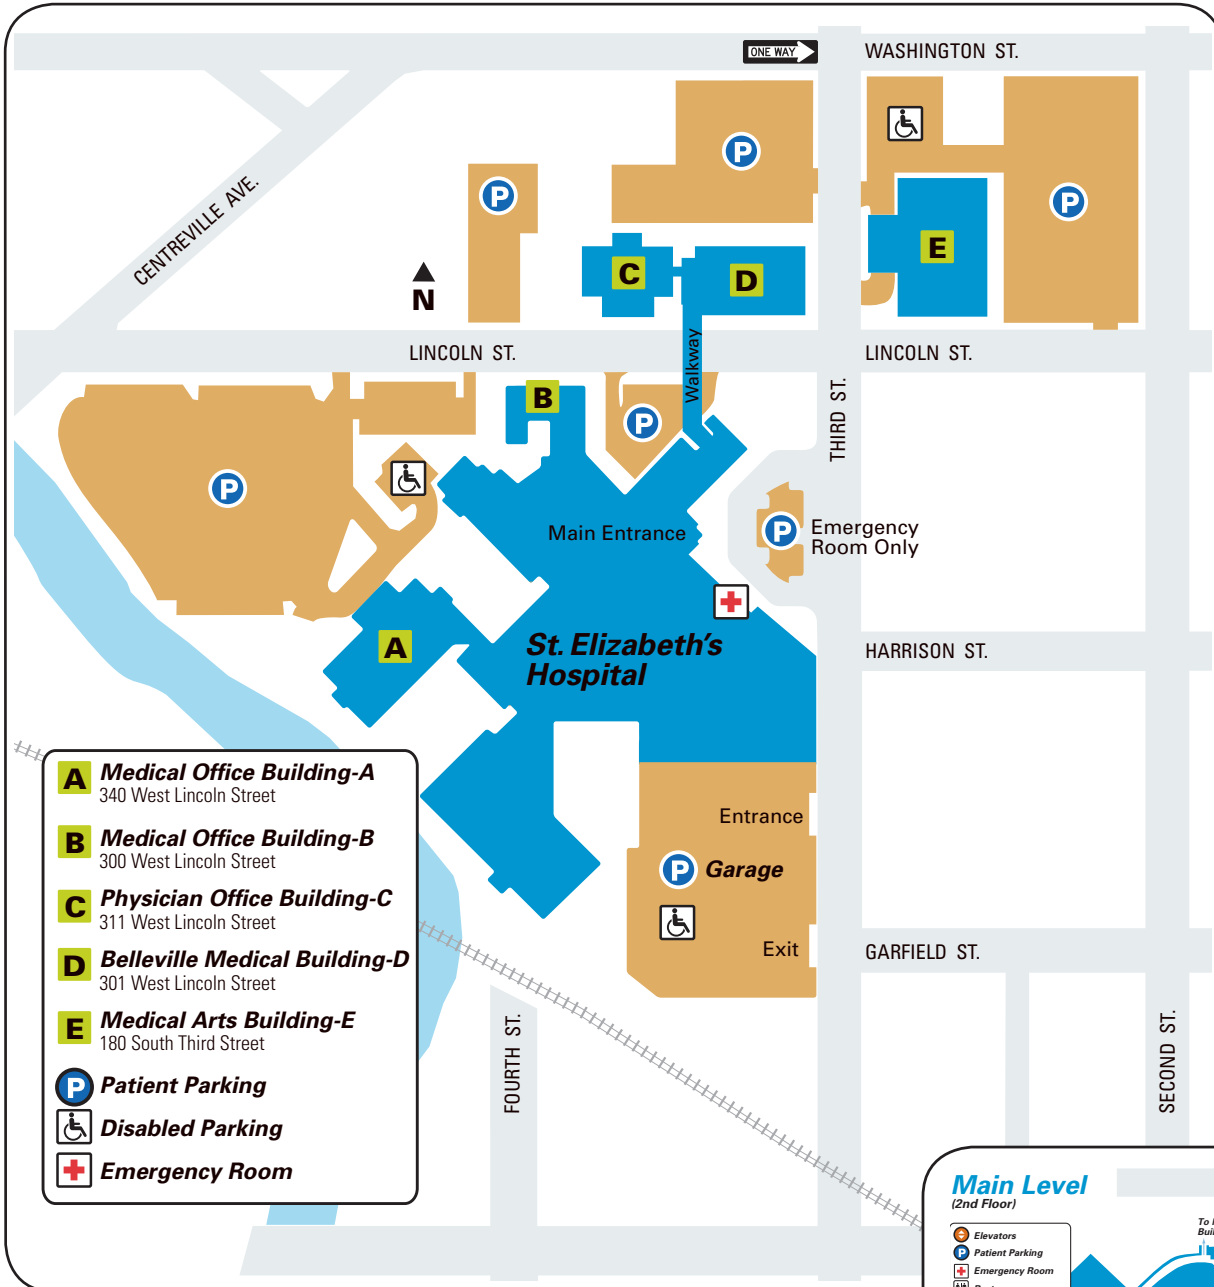 ONE WAY
WASHINGTON ST.
P
P
P
CENTREVILLE AVE.
E
C
D
N
LINCOLN ST.
LINCOLN ST.
Walkway
B
P
THIRD ST.
P
Main Entrance
P
Emergency
Room Only
A
St. Elizabeth's
Hospital
HARRISON ST.
A Medical Office Building-A
340 West Lincoln Street
B Medical Office Building-B
300 West Lincoln Street
C Physician Office Building-C
311 West Lincoln Street
D Belleville Medical Building-D
301 West Lincoln Street
E Medical Arts Building-E
180 South Third Street
P Patient Parking
Disabled Parking
Emergency Room
Entrance
P Garage
Exit
GARFIELD ST.
FOURTH ST.
SECOND ST.
Main Level
(2nd Floor)
To
Elevators
P Patient Parking
Emergency Room